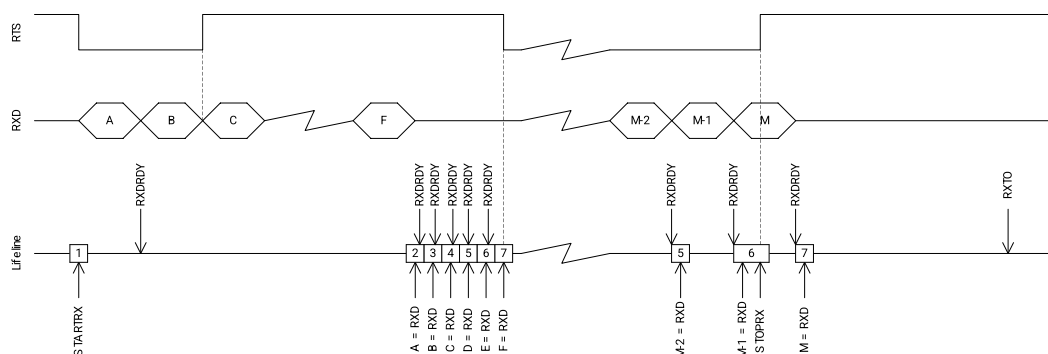 RTS
RXD
A B C F M-2 M-1 M
RXDRDY RXDRDY RXDRDY RXDRDY RXDRDY RXDRDY RXDRDY RXDRDY RXDRDY RXTO
Lifeline
1 2 3 4 5 6 7 5 6 7
STARTRX
A = RXD
B = RXD
C = RXD
D = RXD
E = RXD
F = RXD
M-2 = RXD
M-1 = RXD
STOPRX
M = RXD